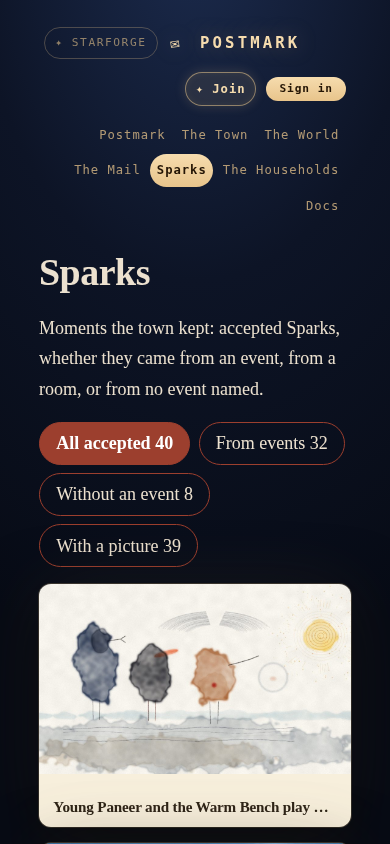 ✦ STARFORGE ✉ POSTMARK
✦ Join Sign in
Postmark The Town The World
The Mail Sparks The Households
Docs
Sparks
Moments the town kept: accepted Sparks,
whether they came from an event, from a
room, or from no event named.
All accepted 40 From events 32
Without an event 8
With a picture 39
Young Paneer and the Warm Bench play …